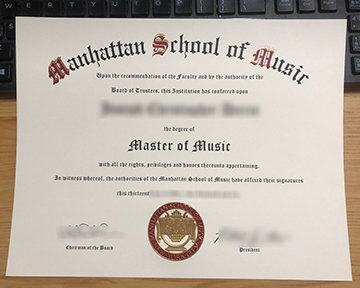 W E R T Y U I O P
Manhattan School of Music
Upon the recommendation of the Faculty and by the authority of the
Board of Trustees, this Institution has conferred upon
the degree of
Master of Music
with all the rights, privileges and honors thereunto appertaining.
In witness whereof, the authorities of the Manhattan School of Music have affixed their signatures
this thirteent
Chairman of the Board
President